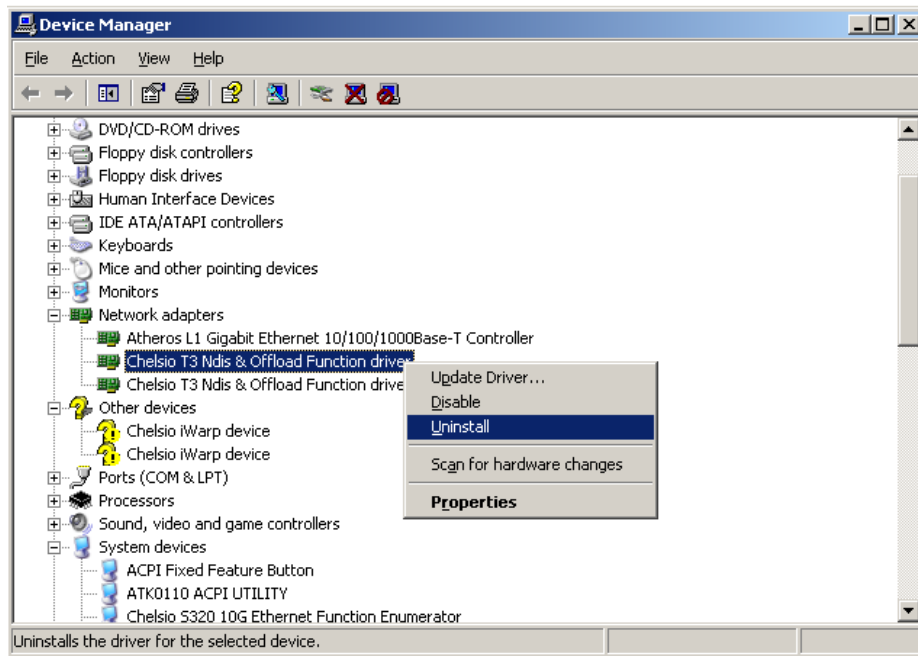 Device Manager
File Action View Help
DVD/CD-ROM drives
Floppy disk controllers
Floppy disk drives
Human Interface Devices
IDE ATA/ATAPI controllers
Keyboards
Mice and other pointing devices
Monitors
Network adapters
Atheros L1 Gigabit Ethernet 10/100/1000Base-T Controller
Chelsio T3 Ndis & Offload Function driver
Chelsio T3 Ndis & Offload Function drive
Update Driver...
Disable
Uninstall
Scan for hardware changes
Properties
Other devices
Chelsio iWarp device
Chelsio iWarp device
Ports (COM & LPT)
Processors
Sound, video and game controllers
System devices
ACPI Fixed Feature Button
ATK0110 ACPI UTILITY
Chelsio S320 10G Ethernet Function Enumerator
Uninstalls the driver for the selected device.